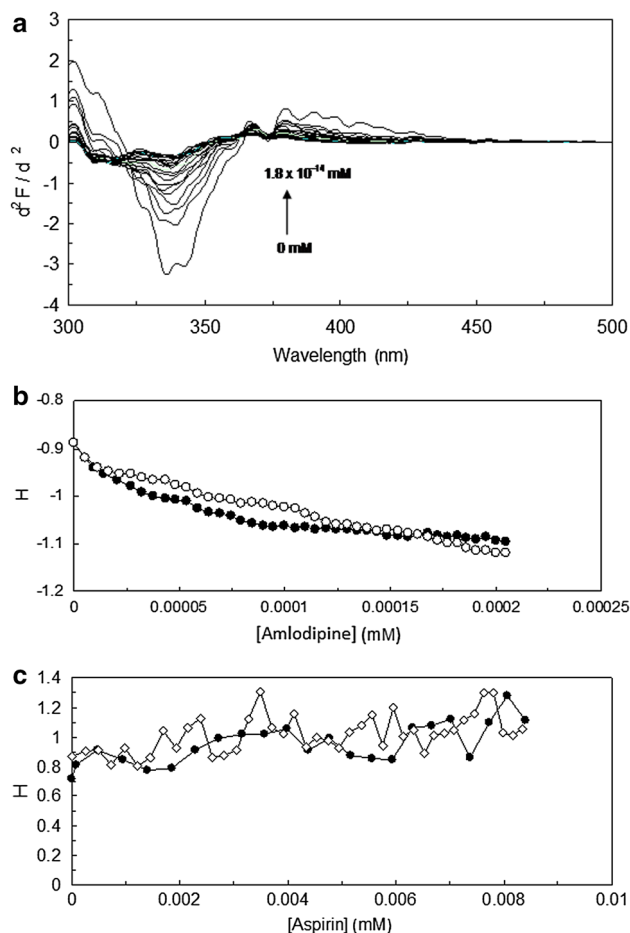 a
3
2
1
0
-1
-2
-3
-4
d² F / d ²
1.8 x 10⁻¹⁴ mM
0 mM
300 350 400 450 500
Wavelength (nm)
b
-0.8
-0.9
-1
-1.1
-1.2
H
0 0.00005 0.0001 0.00015 0.0002 0.00025
[Amlodipine] (mM)
c
1.4
1.2
1
0.8
0.6
0.4
0.2
0
H
0 0.002 0.004 0.006 0.008 0.01
[Aspirin] (mM)